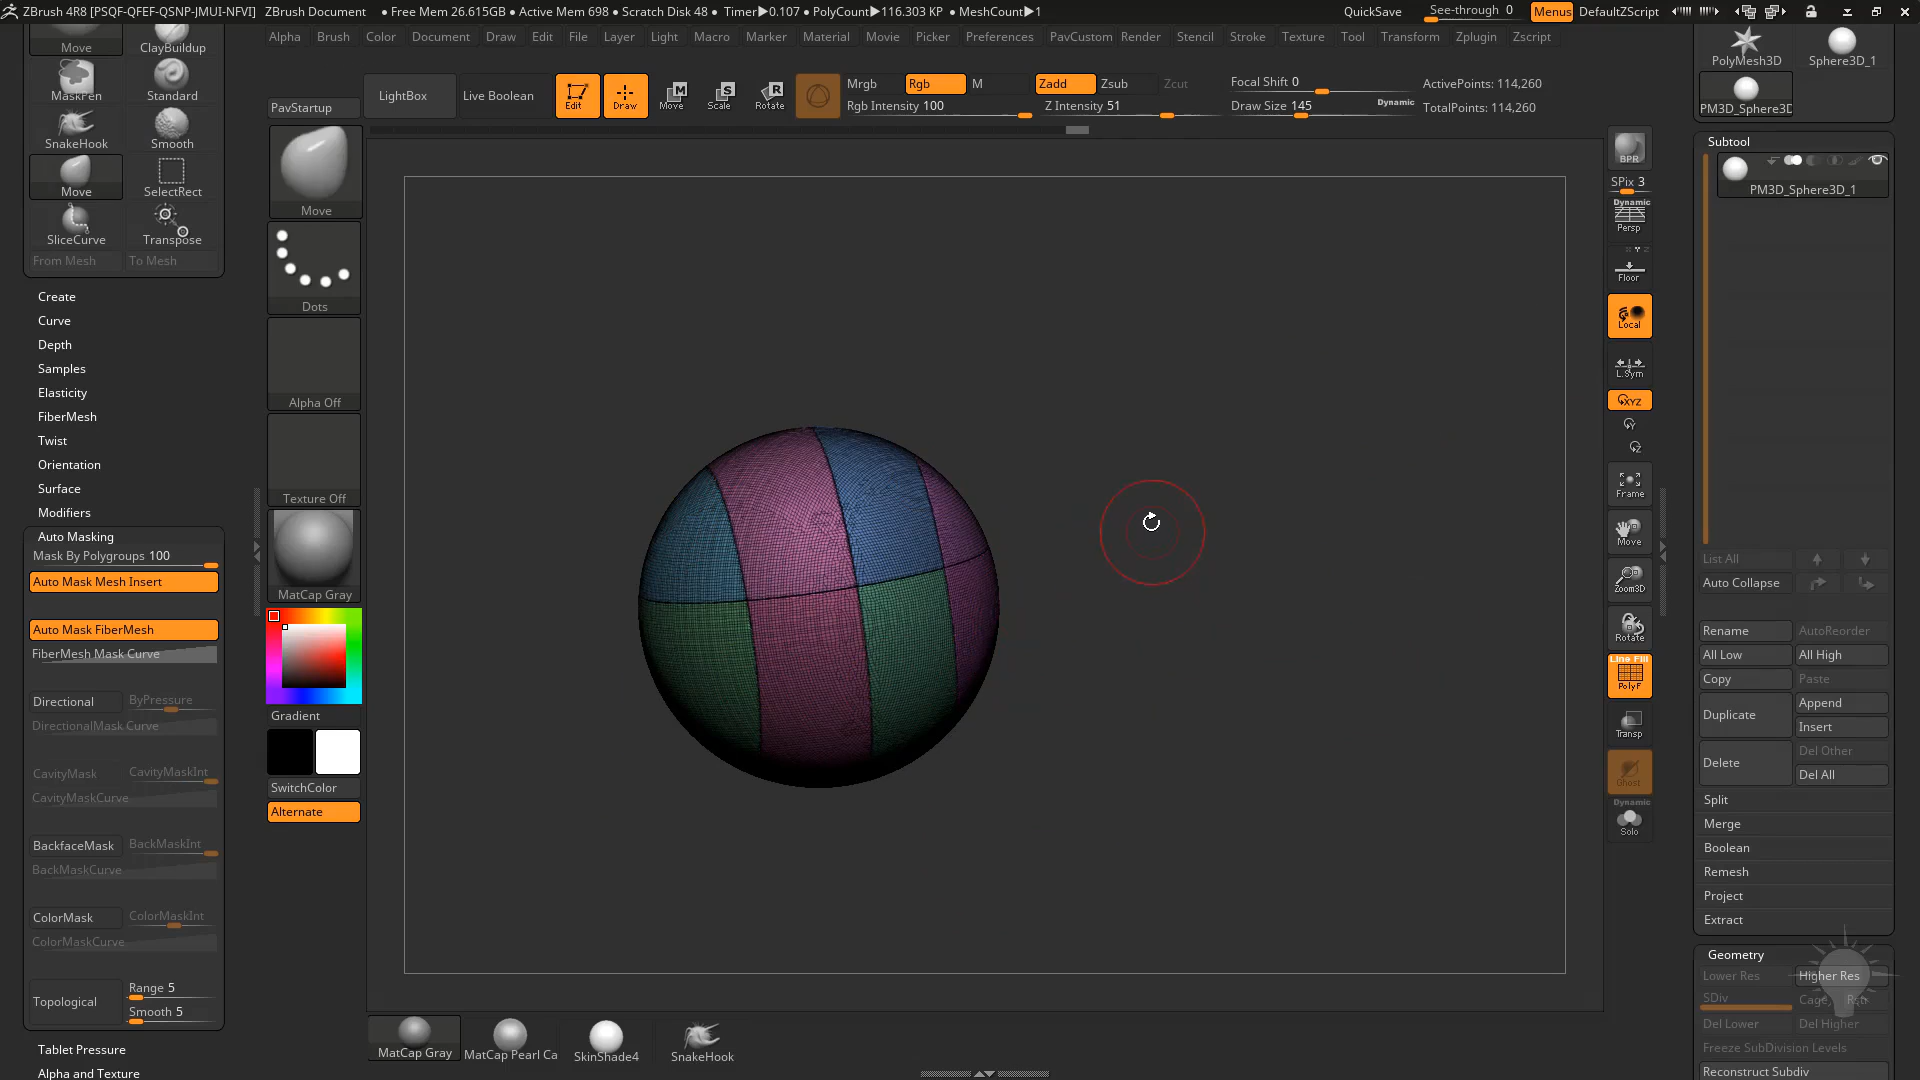 ZBrush 4R8 [PSQF-QFEF-QSNP-JMUI-NFVI] ZBrush Document • Free Mem 26.615GB • Active Mem 698 • Scratch Disk 48 • Timer▶0.107 • PolyCount▶116.303 KP • MeshCount▶1 QuickSave See-through 0 Menus DefaultZScript
Alpha Brush Color Document Draw Edit File Layer Light Macro Marker Material Movie Picker Preferences PavCustom Render Stencil Stroke Texture Tool Transform Zplugin Zscript
Move ClayBuildup
MaskPen Standard
SnakeHook Smooth
Move SelectRect
SliceCurve Transpose
From Mesh To Mesh
Create
Curve
Depth
Samples
Elasticity
FiberMesh
Twist
Orientation
Surface
Modifiers
Auto Masking
Mask By Polygroups 100
Auto Mask Mesh Insert
Auto Mask FiberMesh
FiberMesh Mask Curve
Directional ByPressure
DirectionalMask Curve
CavityMask CavityMaskInt
CavityMaskCurve
BackfaceMask BackMaskInt
BackMaskCurve
ColorMask ColorMaskInt
ColorMaskCurve
Topological Range 5
Smooth 5
Tablet Pressure
Alpha and Texture
PavStartup
LightBox
Live Boolean
Edit
Draw
Move
Scale
Rotate
Mrgb Rgb M
Rgb Intensity 100
Zadd Zsub Zcut
Z Intensity 51
Focal Shift 0
Draw Size 145 Dynamic
ActivePoints: 114,260
TotalPoints: 114,260
Move
Dots
Alpha Off
Texture Off
MatCap Gray
Gradient
SwitchColor
Alternate
MatCap Gray MatCap Pearl Ca SkinShade4 SnakeHook
BPR
SPix 3
Dynamic
Persp
Floor
Local
L.Sym
XYZ
Frame
Move
Zoom3D
Rotate
Line Fill
PolyF
Transp
Ghost
Dynamic
Solo
PolyMesh3D Sphere3D_1
PM3D_Sphere3D
Subtool
PM3D_Sphere3D_1
List All
Auto Collapse
Rename AutoReorder
All Low All High
Copy Paste
Duplicate Append
Insert
Delete Del Other
Del All
Split
Merge
Boolean
Remesh
Project
Extract
Geometry
Lower Res Higher Res
SDiv Cage Rstr
Del Lower Del Higher
Freeze SubDivision Levels
Reconstruct Subdiv